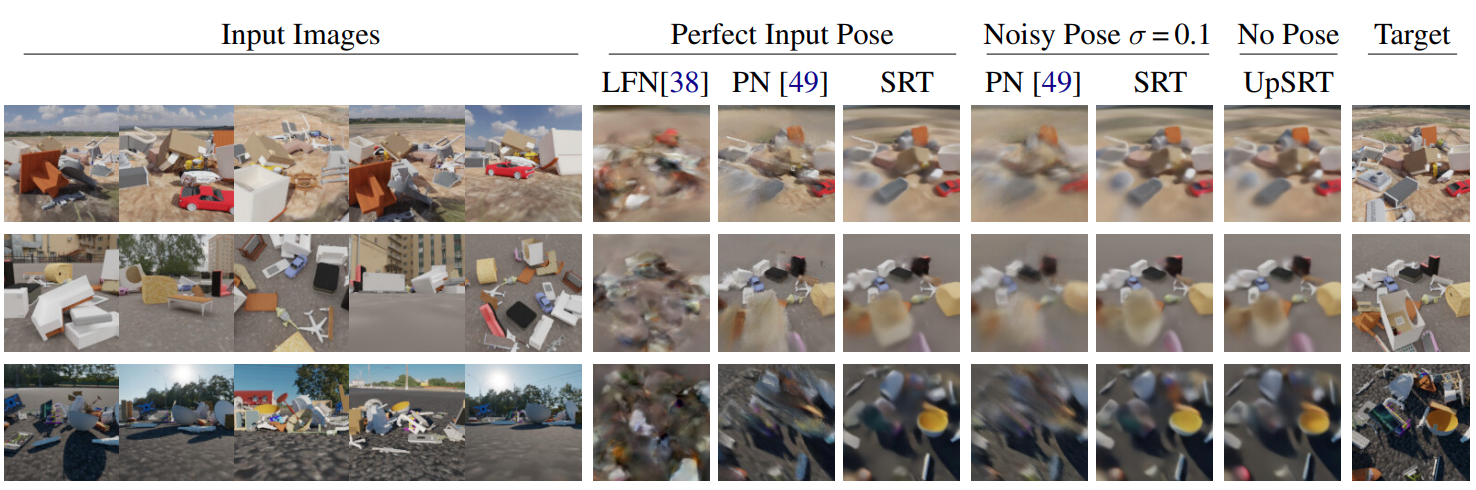 Input Images Perfect Input Pose Noisy Pose σ = 0.1 No Pose Target
LFN[38] PN [49] SRT PN [49] SRT UpSRT